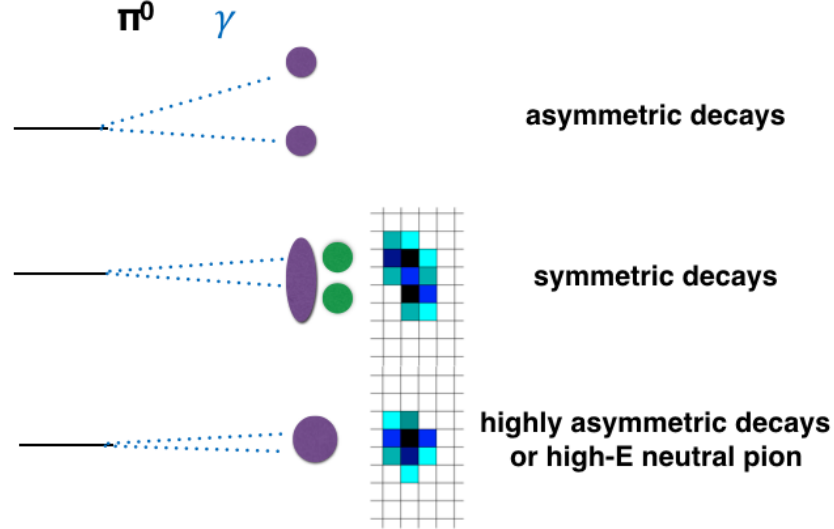 π⁰ γ
asymmetric decays
symmetric decays
highly asymmetric decays
or high-E neutral pion